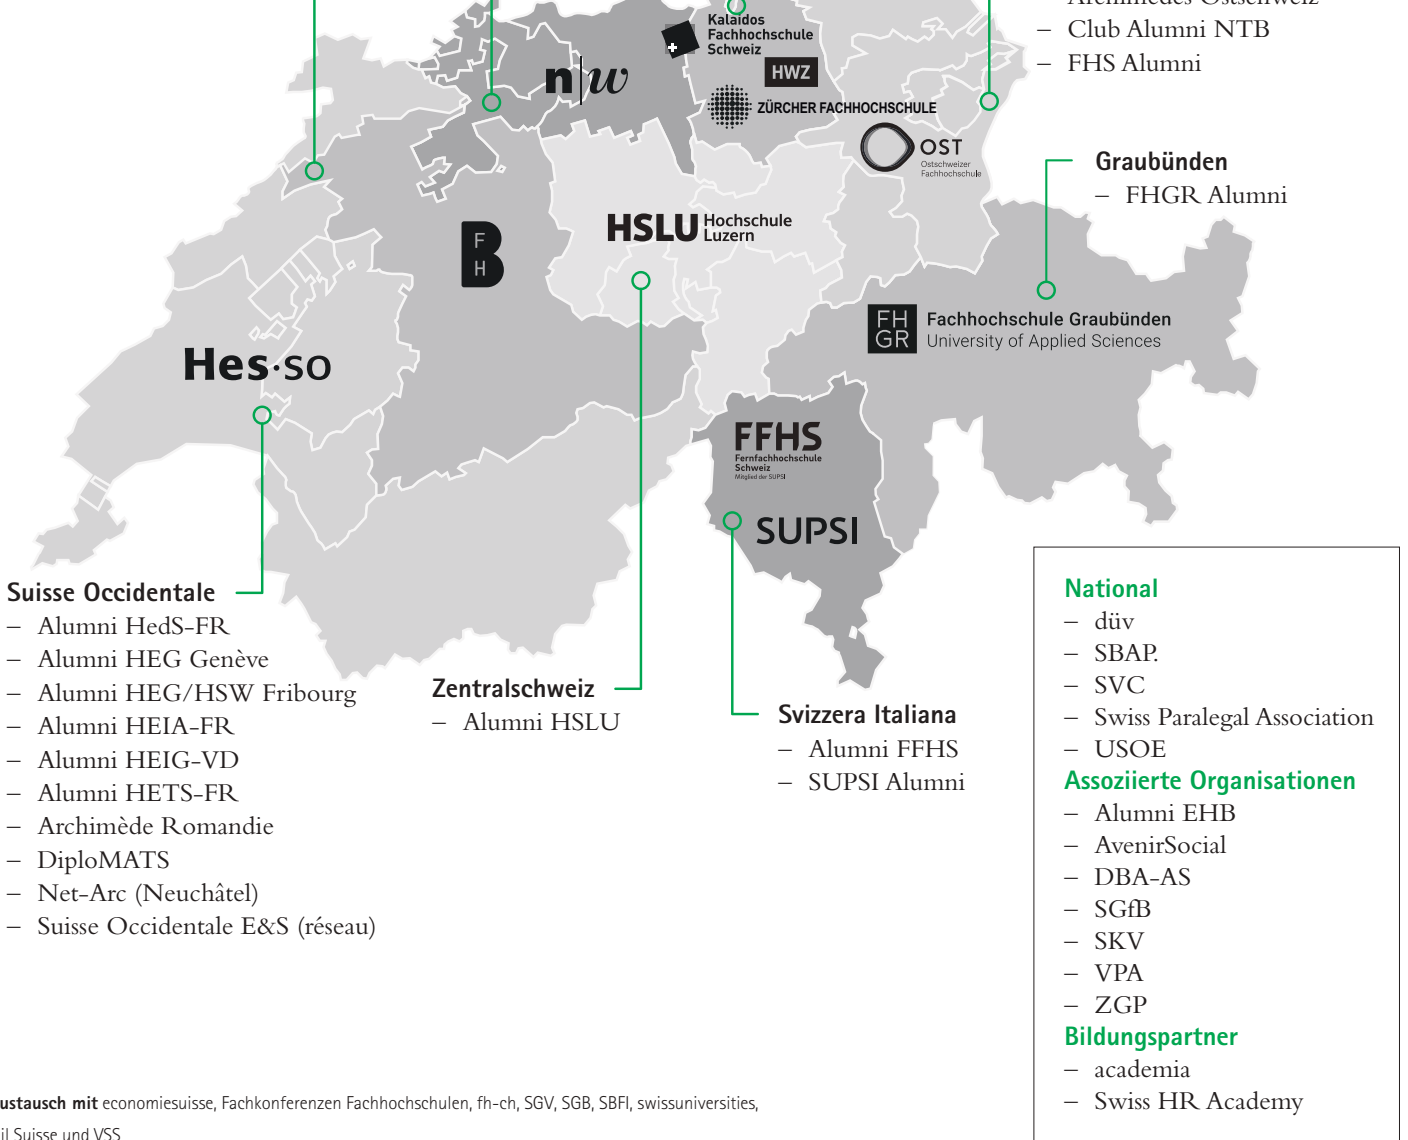 Archimedes Ostschweiz
– Club Alumni NTB
– FHS Alumni
Kalaidos
Fachhochschule
Schweiz
n|w
HWZ
ZÜRCHER FACHHOCHSCHULE
OST
Ostschweizer
Fachhochschule
Graubünden
– FHGR Alumni
HSLU Hochschule
Luzern
F
B
H
FH
GR
Fachhochschule Graubünden
University of Applied Sciences
Hes·so
FFHS
Fernfachhochschule
Schweiz
Mitglied der SUPSI
SUPSI
Suisse Occidentale
– Alumni HedS-FR
– Alumni HEG Genève
– Alumni HEG/HSW Fribourg
– Alumni HEIA-FR
– Alumni HEIG-VD
– Alumni HETS-FR
– Archimède Romandie
– DiploMATS
– Net-Arc (Neuchâtel)
– Suisse Occidentale E&S (réseau)
Zentralschweiz
– Alumni HSLU
Svizzera Italiana
– Alumni FFHS
– SUPSI Alumni
National
– düv
– SBAP.
– SVC
– Swiss Paralegal Association
– USOE
Assoziierte Organisationen
– Alumni EHB
– AvenirSocial
– DBA-AS
– SGfB
– SKV
– VPA
– ZGP
Bildungspartner
– academia
– Swiss HR Academy
ustausch mit economiesuisse, Fachkonferenzen Fachhochschulen, fh-ch, SGV, SGB, SBFI, swissuniversities,
il Suisse und VSS